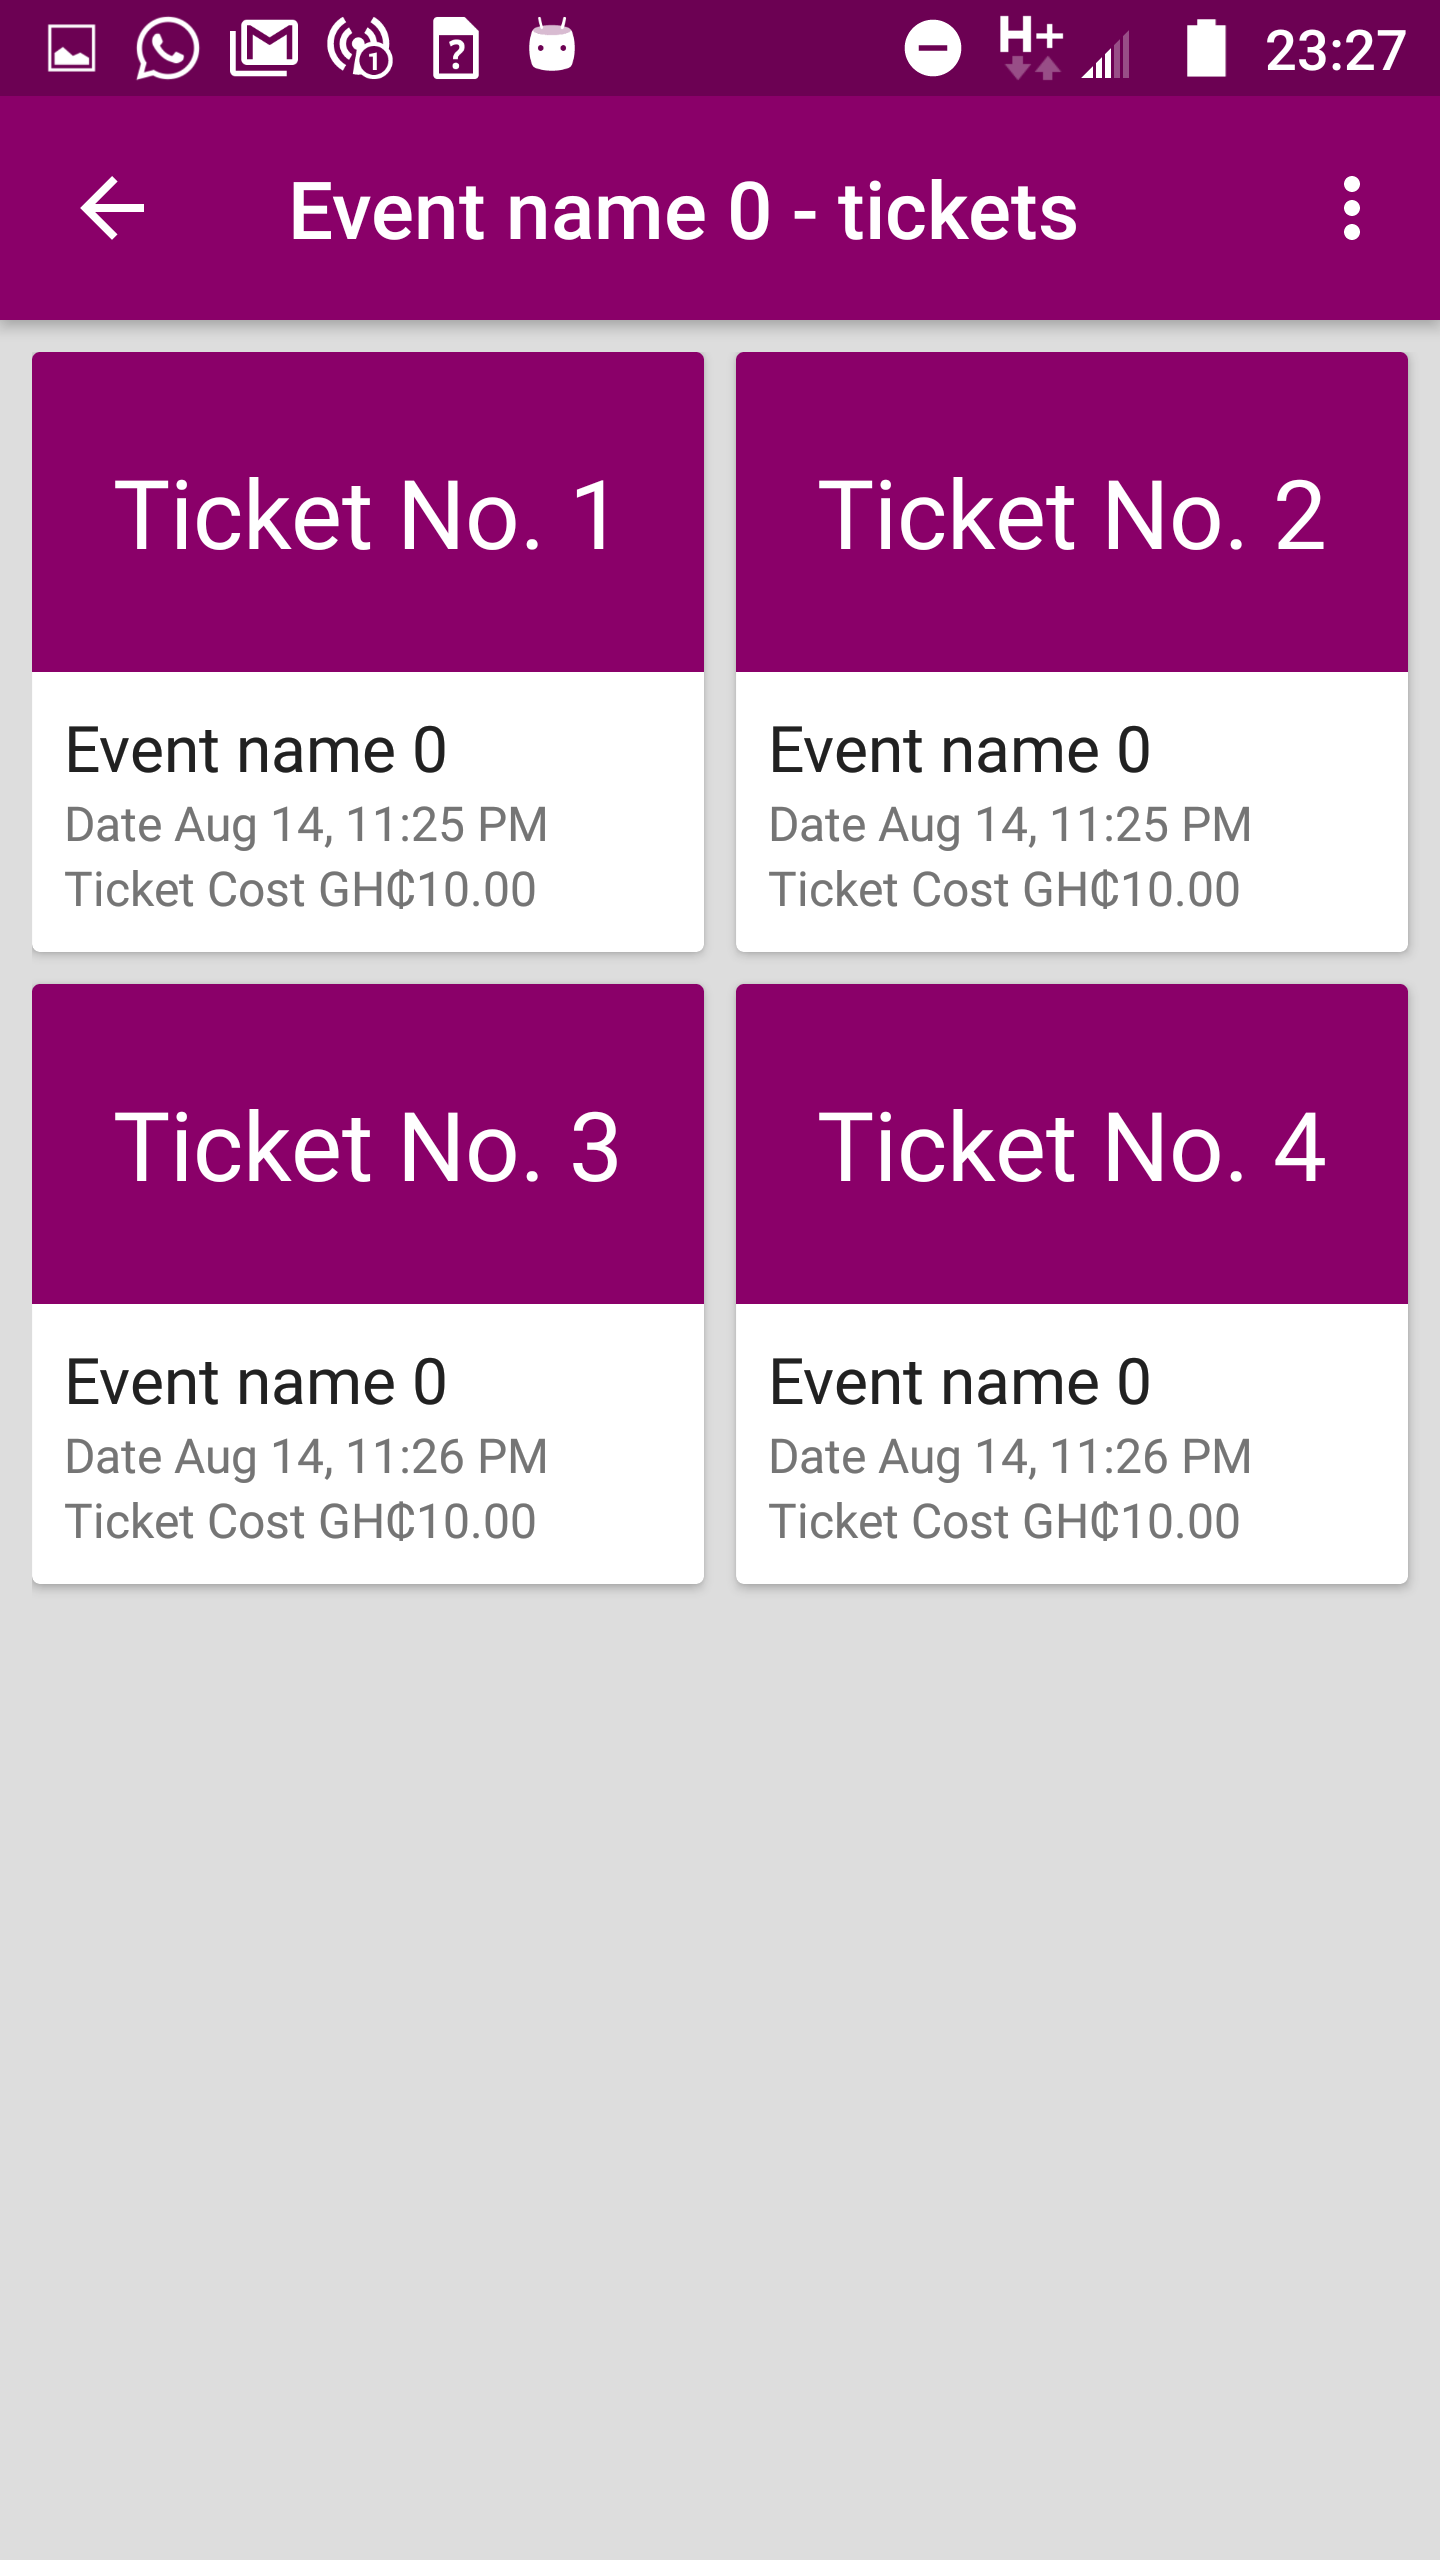 H+ 23:27
Event name 0 - tickets
Ticket No. 1
Event name 0
Date Aug 14, 11:25 PM
Ticket Cost GH₵10.00
Ticket No. 2
Event name 0
Date Aug 14, 11:25 PM
Ticket Cost GH₵10.00
Ticket No. 3
Event name 0
Date Aug 14, 11:26 PM
Ticket Cost GH₵10.00
Ticket No. 4
Event name 0
Date Aug 14, 11:26 PM
Ticket Cost GH₵10.00